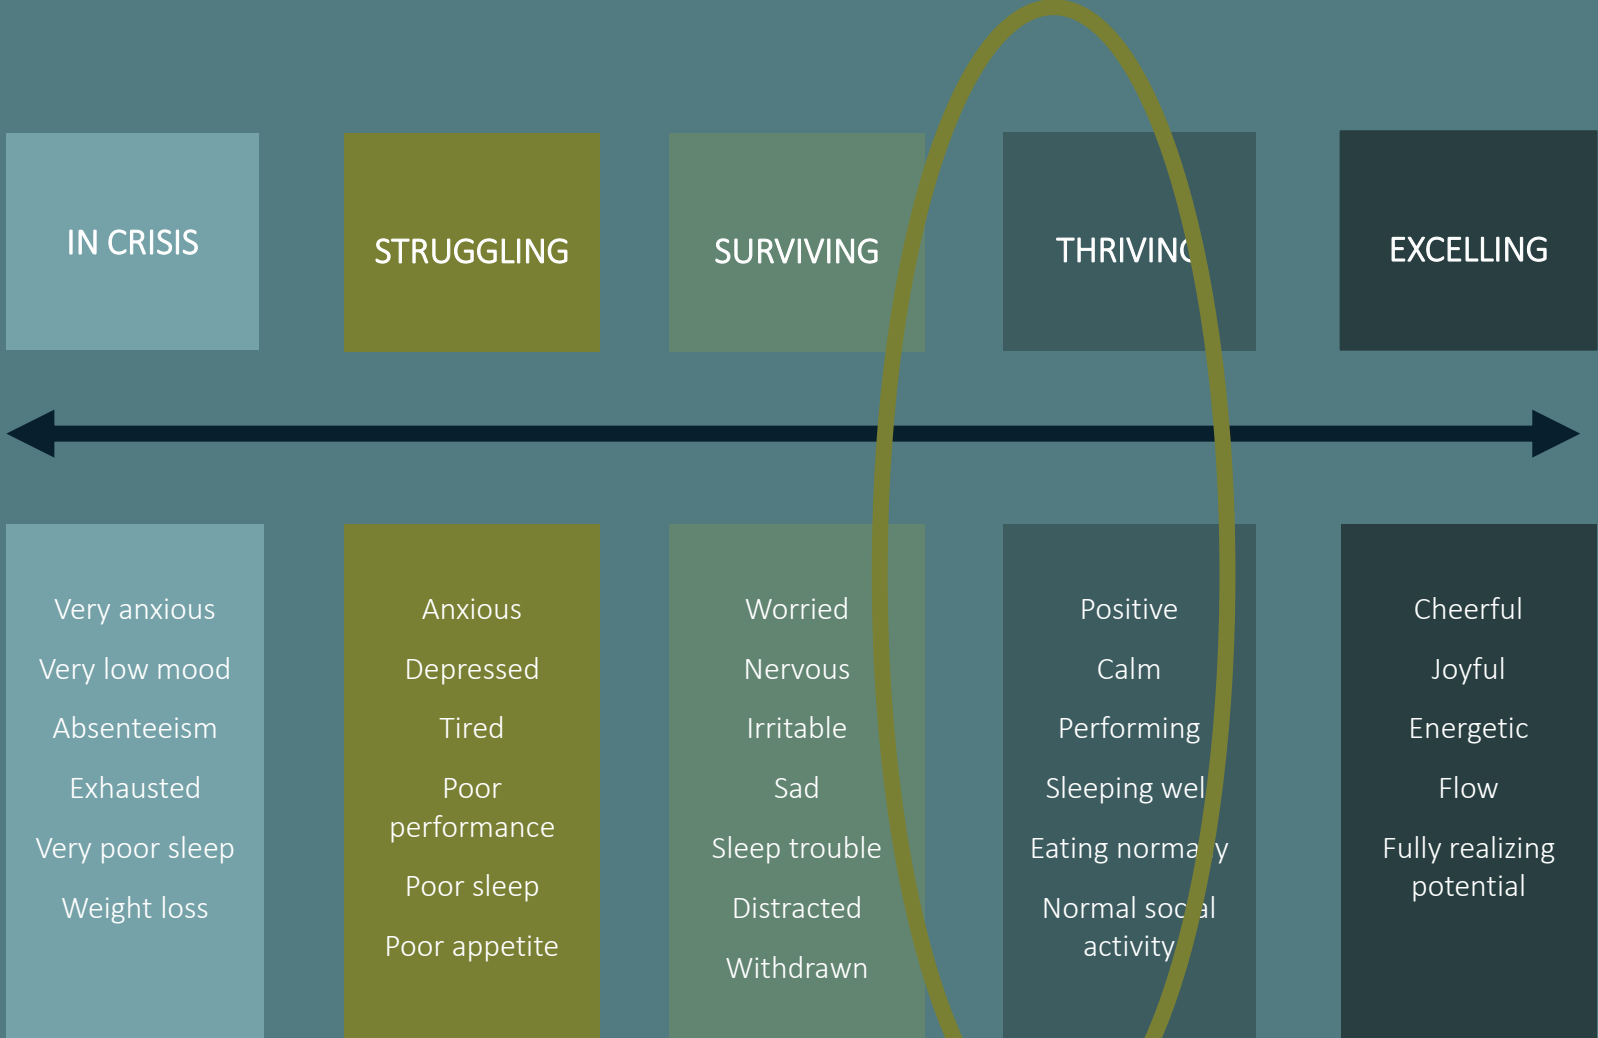 IN CRISIS
STRUGGLING
SURVIVING
THRIVING
EXCELLING
Very anxious
Very low mood
Absenteeism
Exhausted
Very poor sleep
Weight loss
Anxious
Depressed
Tired
Poor
performance
Poor sleep
Poor appetite
Worried
Nervous
Irritable
Sad
Sleep trouble
Distracted
Withdrawn
Positive
Calm
Performing
Sleeping well
Eating normally
Normal social
activity
Cheerful
Joyful
Energetic
Flow
Fully realizing
potential